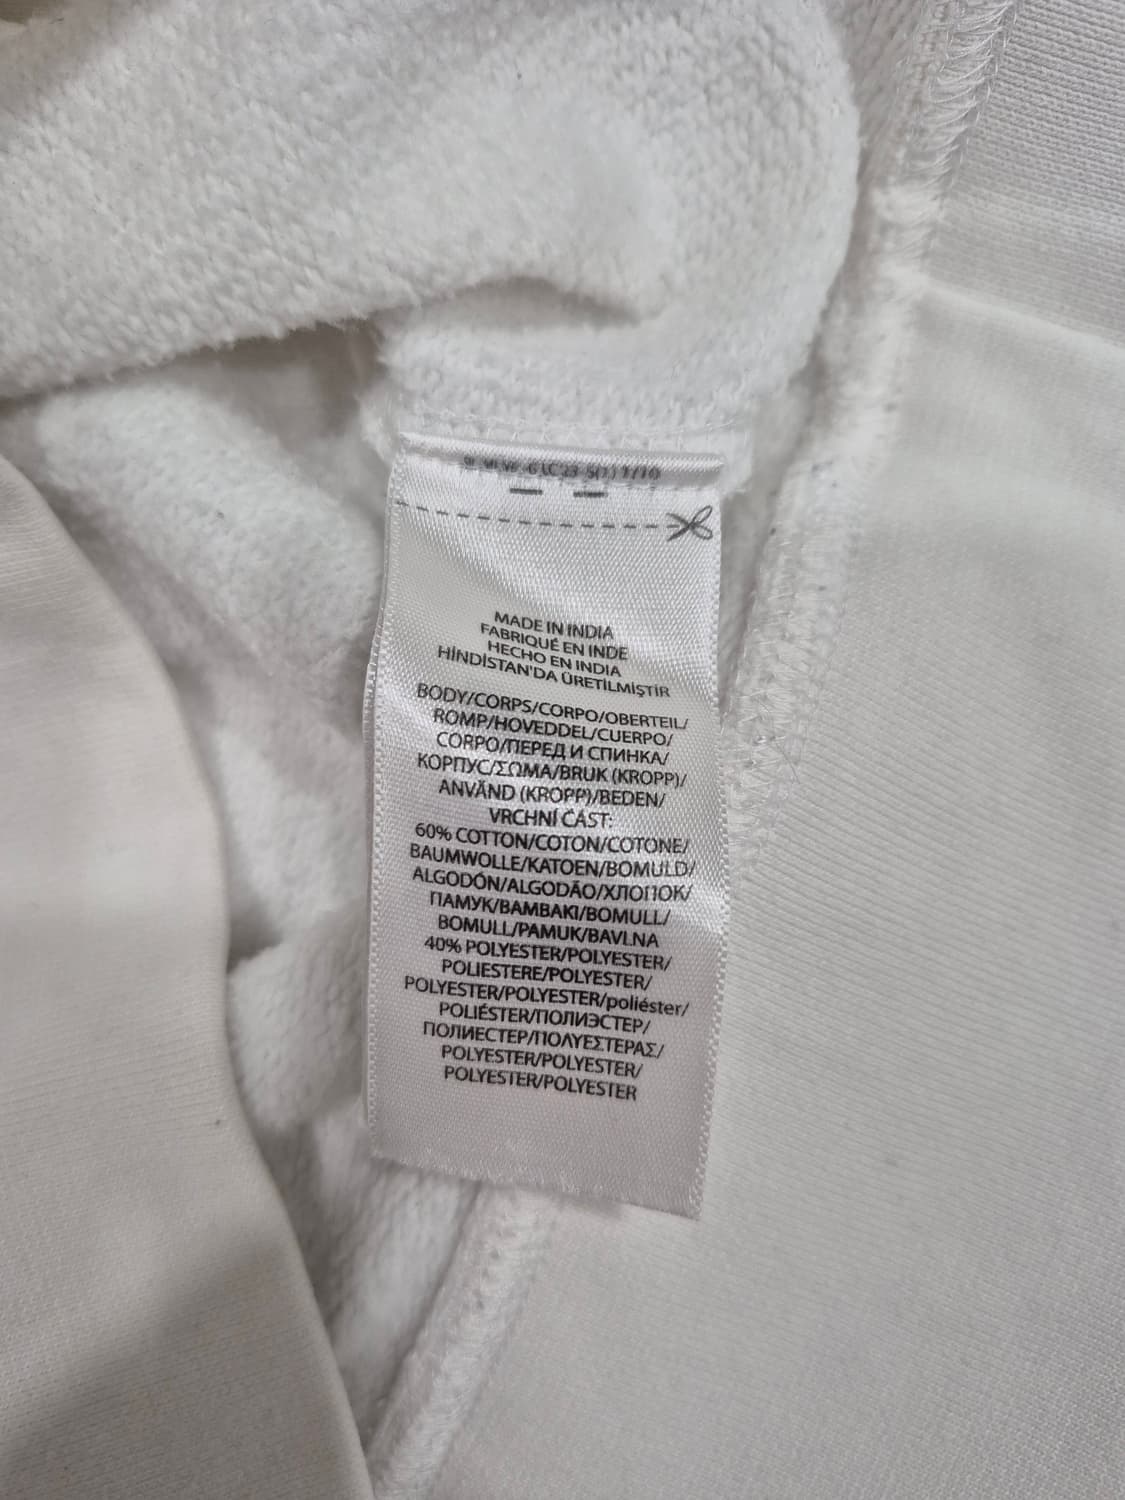 MADE IN INDIA
FABRIQUÉ EN INDE
HECHO EN INDIA
HİNDİSTAN'DA ÜRETİLMİŞTİR
BODY/CORPS/CORPO/OBERTEIL/
ROMP/HOVEDDEL/CUERPO/
CORPO/ПЕРЕД И СПИНКА/
КОРПУС/ΣΩΜΑ/BRUK (KROPP)/
ANVÄND (KROPP)/BEDEN/
VRCHNÍ ČÁST:
60% COTTON/COTON/COTONE/
BAUMWOLLE/KATOEN/BOMULD/
ALGODÓN/ALGODÃO/ХЛОПОК/
ПАМУК/ΒΑΜΒΑΚΙ/BOMULL/
BOMULL/PAMUK/BAVLNA
40% POLYESTER/POLYESTER/
POLIESTERE/POLYESTER/
POLYESTER/POLYESTER/poliéster/
POLIÉSTER/ПОЛИЭСТЕР/
ПОЛИЕСТЕР/ΠΟΛΥΕΣΤΕΡΑΣ/
POLYESTER/POLYESTER/
POLYESTER/POLYESTER